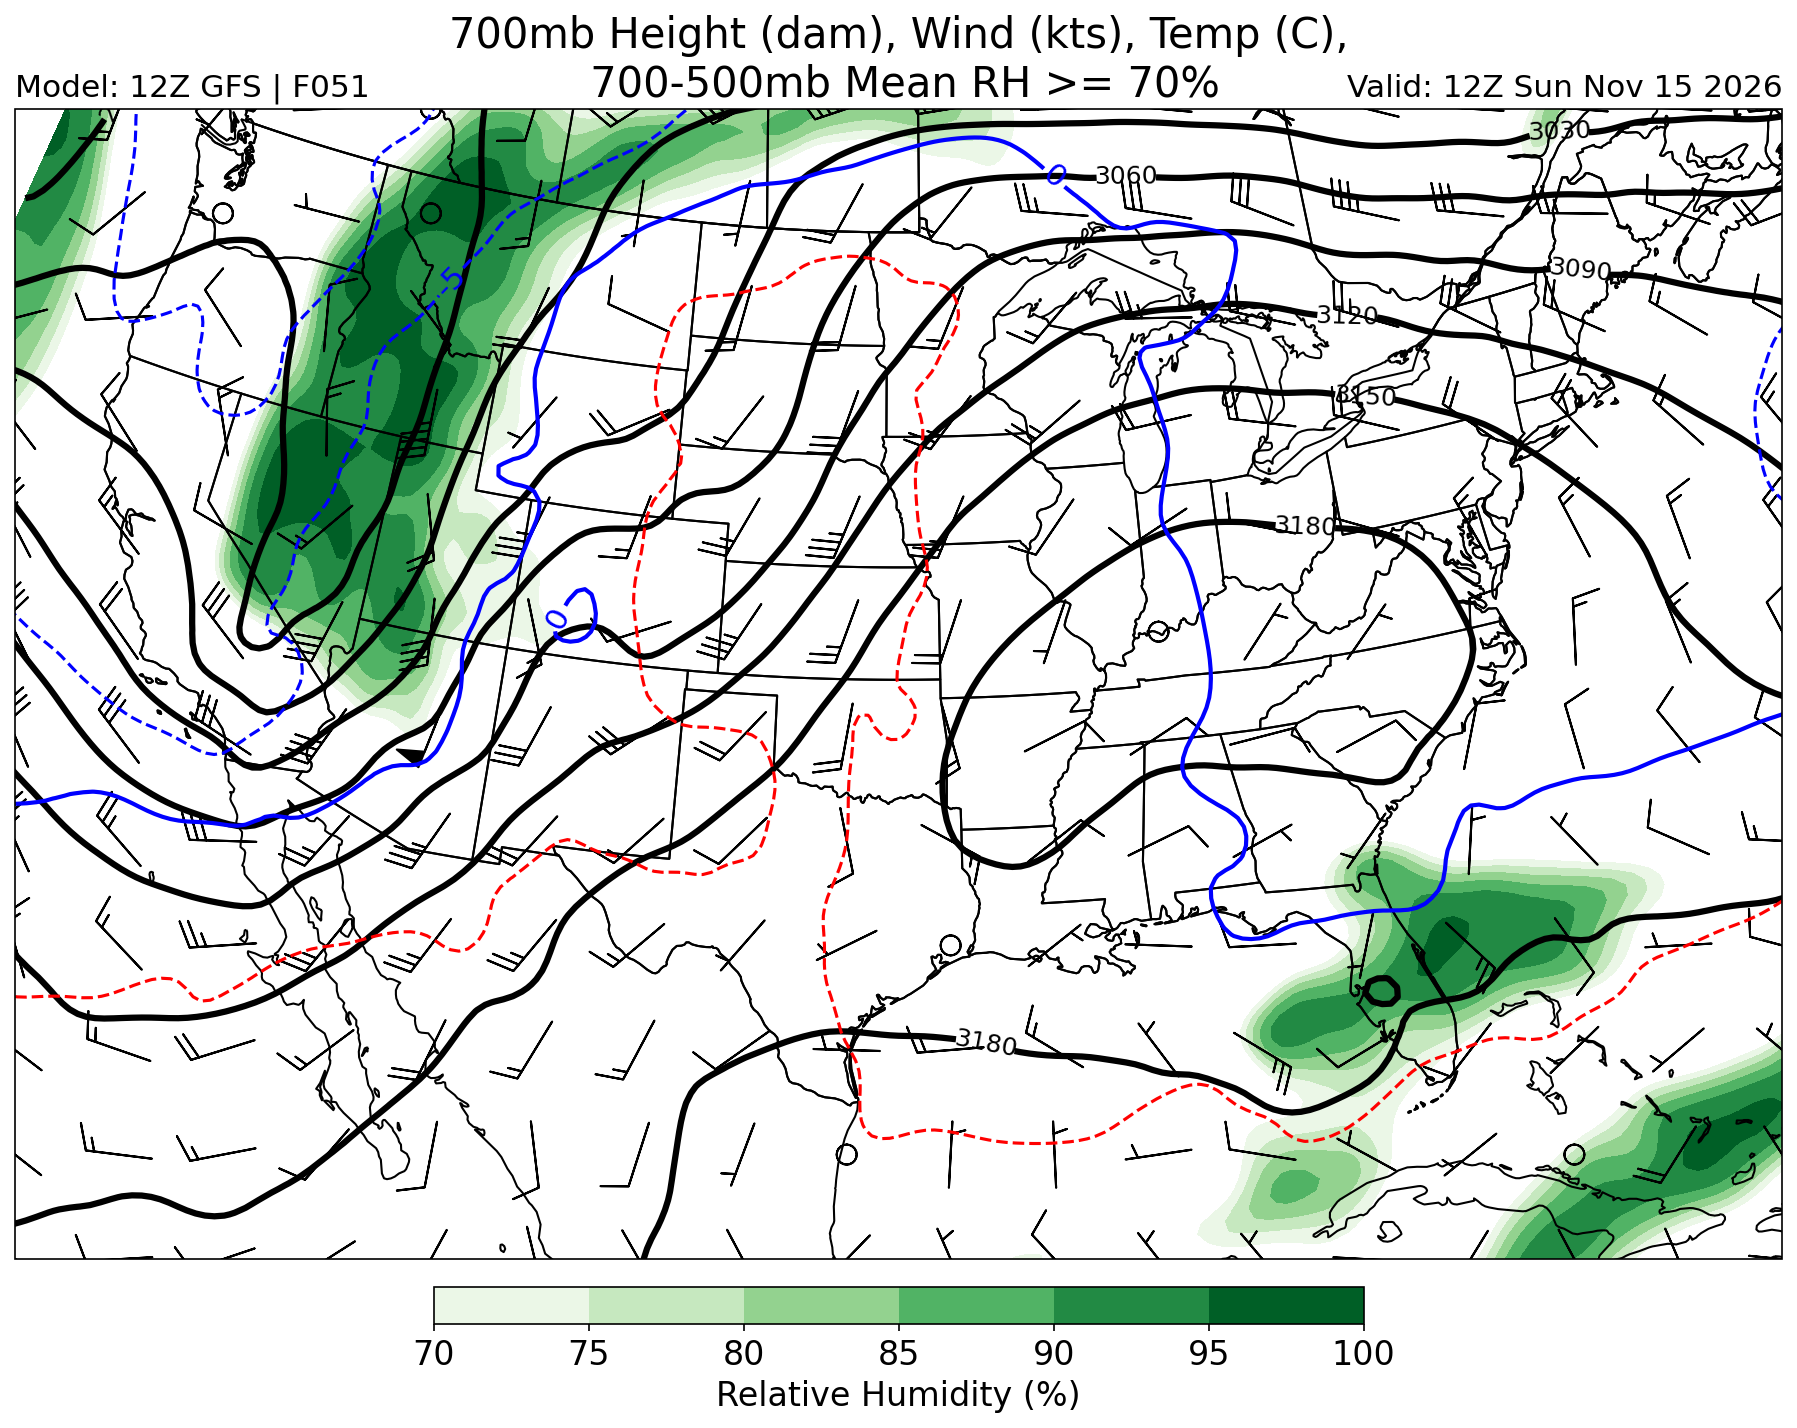 700mb Height (dam), Wind (kts), Temp (C),
700-500mb Mean RH >= 70%
Model: 12Z GFS | F051
Valid: 12Z Sun Nov 15 2026
3030
0
3060
3090
-5
3120
3150
3180
0
3180
70 75 80 85 90 95 100
Relative Humidity (%)